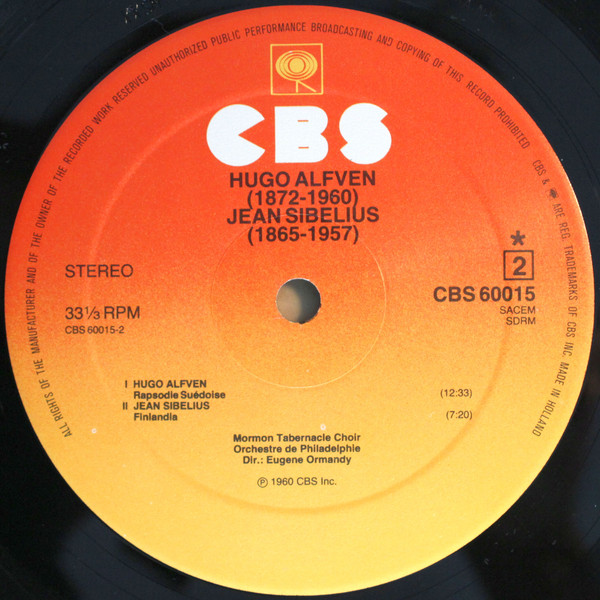 ALL RIGHTS OF THE MANUFACTURER AND OF THE OWNER OF THE RECORDED WORK RESERVED UNAUTHORIZED PUBLIC PERFORMANCE BROADCASTING AND COPYING OF THIS RECORD PROHIBITED CBS & ARE REG. TRADEMARKS OF CBS INC. MADE IN HOLLAND
CBS
HUGO ALFVEN
(1872-1960)
JEAN SIBELIUS
(1865-1957)
STEREO
33⅓ RPM
CBS 60015-2
*
2
CBS 60015
SACEM
SDRM
I HUGO ALFVEN
Rapsodie Suédoise (12:33)
II JEAN SIBELIUS
Finlandia (7:20)
Mormon Tabernacle Choir
Orchestre de Philadelphie
Dir.: Eugene Ormandy
℗ 1960 CBS Inc.